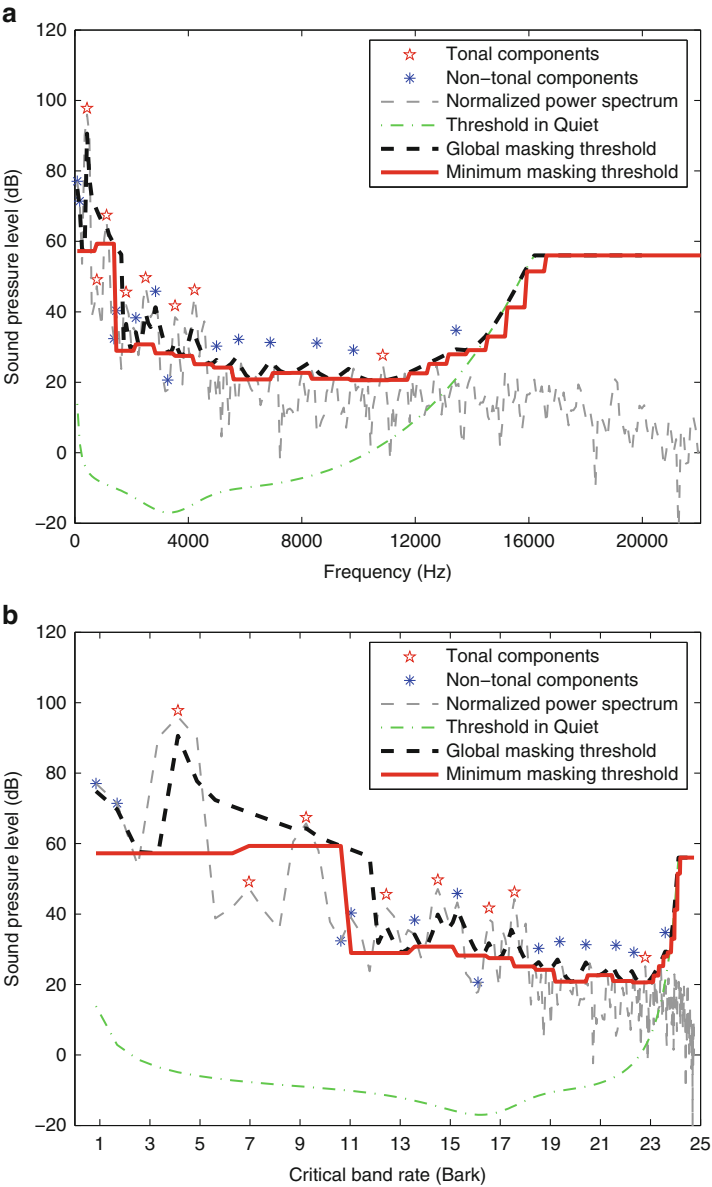 a
120
100
80
60
40
20
0
−20
Sound pressure level (dB)
Tonal components
Non−tonal components
Normalized power spectrum
Threshold in Quiet
Global masking threshold
Minimum masking threshold
0 4000 8000 12000 16000 20000
Frequency (Hz)
b
120
100
80
60
40
20
0
−20
Sound pressure level (dB)
Tonal components
Non−tonal components
Normalized power spectrum
Threshold in Quiet
Global masking threshold
Minimum masking threshold
1 3 5 7 9 11 13 15 17 19 21 23 25
Critical band rate (Bark)